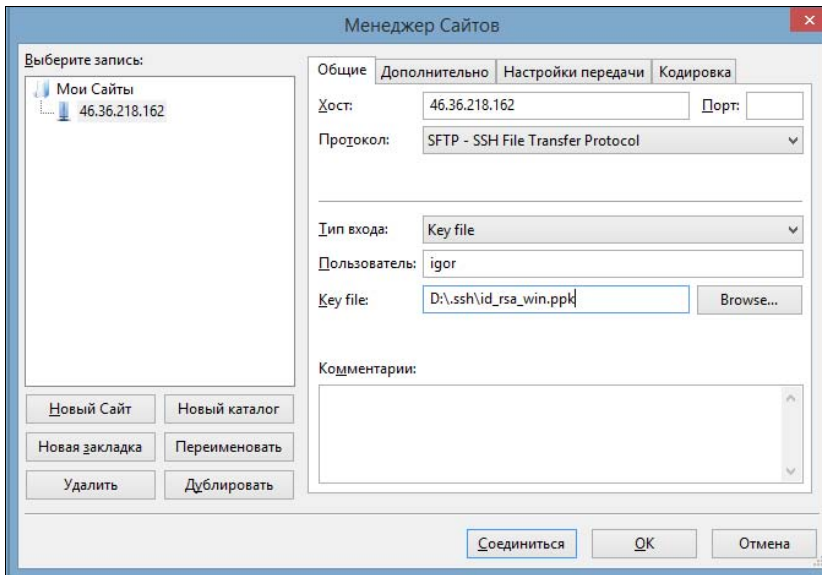 Менеджер Сайтов
Выберите запись:
Мои Сайты
46.36.218.162
Новый Сайт
Новый каталог
Новая закладка
Переименовать
Удалить
Дублировать
Общие
Дополнительно
Настройки передачи
Кодировка
Хост:
46.36.218.162
Порт:
Протокол:
SFTP - SSH File Transfer Protocol
Тип входа:
Key file
Пользователь:
igor
Key file:
D:\.ssh\id_rsa_win.ppk
Browse...
Комментарии:
Соединиться
OK
Отмена